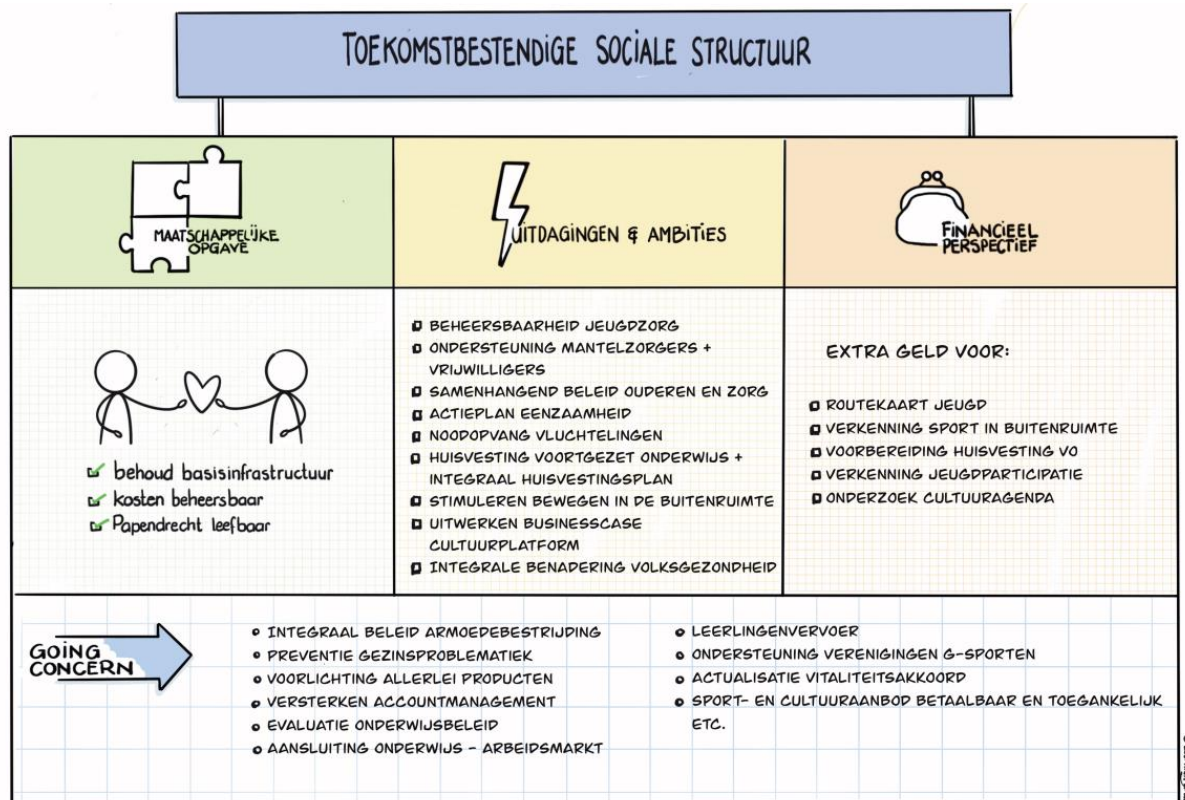 TOEKOMSTBESTENDIGE SOCIALE STRUCTUUR
MAATSCHAPPELIJKE
OPGAVE
UITDAGINGEN & AMBITIES
FINANCIEEL
PERSPECTIEF
behoud basisinfrastructuur
kosten beheersbaar
Papendrecht leefbaar
BEHEERSBAARHEID JEUGDZORG
ONDERSTEUNING MANTELZORGERS +
VRIJWILLIGERS
SAMENHANGEND BELEID OUDEREN EN ZORG
ACTIEPLAN EENZAAMHEID
NOODOPVANG VLUCHTELINGEN
HUISVESTING VOORTGEZET ONDERWIJS +
INTEGRAAL HUISVESTINGSPLAN
STIMULEREN BEWEGEN IN DE BUITENRUIMTE
UITWERKEN BUSINESSCASE
CULTUURPLATFORM
INTEGRALE BENADERING VOLKSGEZONDHEID
EXTRA GELD VOOR:
ROUTEKAART JEUGD
VERKENNING SPORT IN BUITENRUIMTE
VOORBEREIDING HUISVESTING VO
VERKENNING JEUGDPARTICIPATIE
ONDERZOEK CULTUURAGENDA
GOING
CONCERN
INTEGRAAL BELEID ARMOEDEBESTRIJDING
PREVENTIE GEZINSPROBLEMATIEK
VOORLICHTING ALLERLEI PRODUCTEN
VERSTERKEN ACCOUNTMANAGEMENT
EVALUATIE ONDERWIJSBELEID
AANSLUITING ONDERWIJS - ARBEIDSMARKT
LEERLINGENVERVOER
ONDERSTEUNING VERENIGINGEN G-SPORTEN
ACTUALISATIE VITALITEITSAKKOORD
SPORT- EN CULTUURAANBOD BETAALBAAR EN TOEGANKELIJK
ETC.